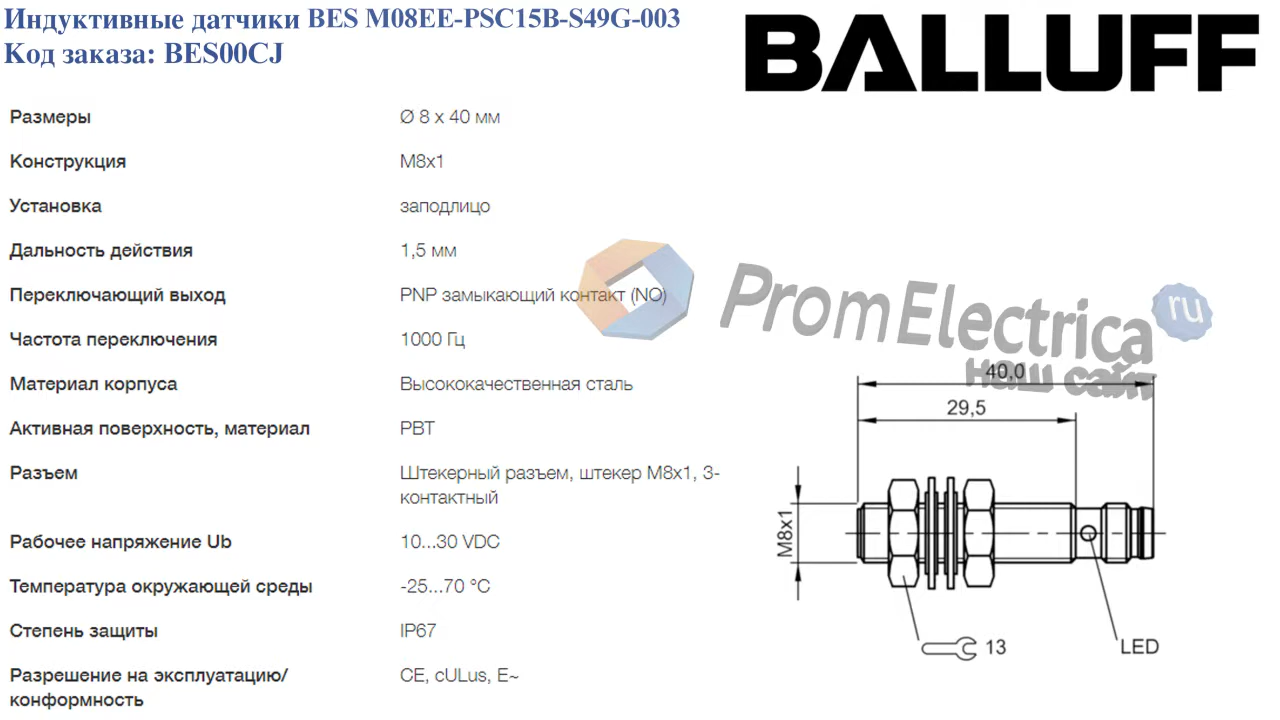 Индуктивные датчики BES M08EE-PSC15B-S49G-003
Код заказа: BES00CJ
BALLUFF
Размеры Ø 8 x 40 мм
Конструкция M8x1
Установка заподлицо
Дальность действия 1,5 мм
Переключающий выход PNP замыкающий контакт (NO)
Частота переключения 1000 Гц
Материал корпуса Высококачественная сталь
Активная поверхность, материал PBT
Разъем Штекерный разъем, штекер M8x1, 3-
контактный
Рабочее напряжение Ub 10...30 VDC
Температура окружающей среды -25...70 °C
Степень защиты IP67
Разрешение на эксплуатацию/ CE, cULus, E~
конформность
PromElectrica ru
наш сайт
40,0
29,5
M8x1
13
LED